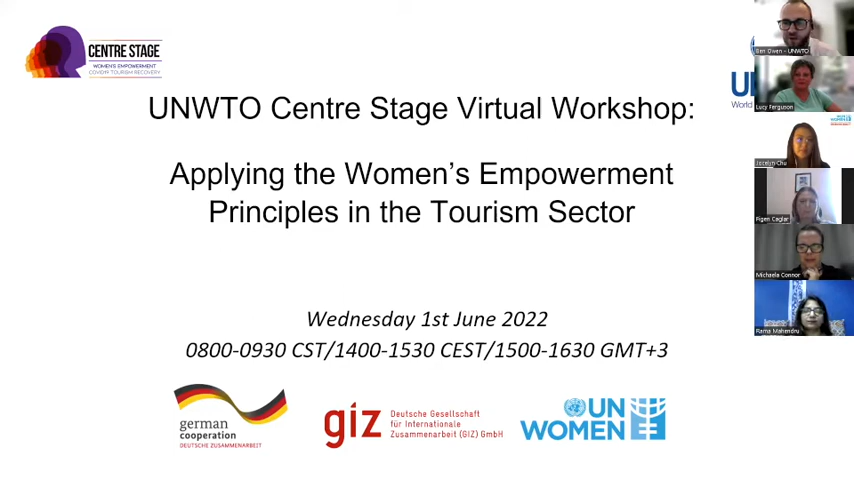 CENTRE STAGE
WOMEN'S EMPOWERMENT
COVID19 TOURISM RECOVERY
UNWTO Centre Stage Virtual Workshop:
Applying the Women's Empowerment
Principles in the Tourism Sector
Wednesday 1st June 2022
0800-0930 CST/1400-1530 CEST/1500-1630 GMT+3
german
cooperation
DEUTSCHE ZUSAMMENARBEIT
giz
Deutsche Gesellschaft
für Internationale
Zusammenarbeit (GIZ) GmbH
UN
WOMEN
World
Ben Owen - UNWTO
Lucy Ferguson
Jocelyn Chu
Figen Caglar
Michaela Connor
Rama Mahendru